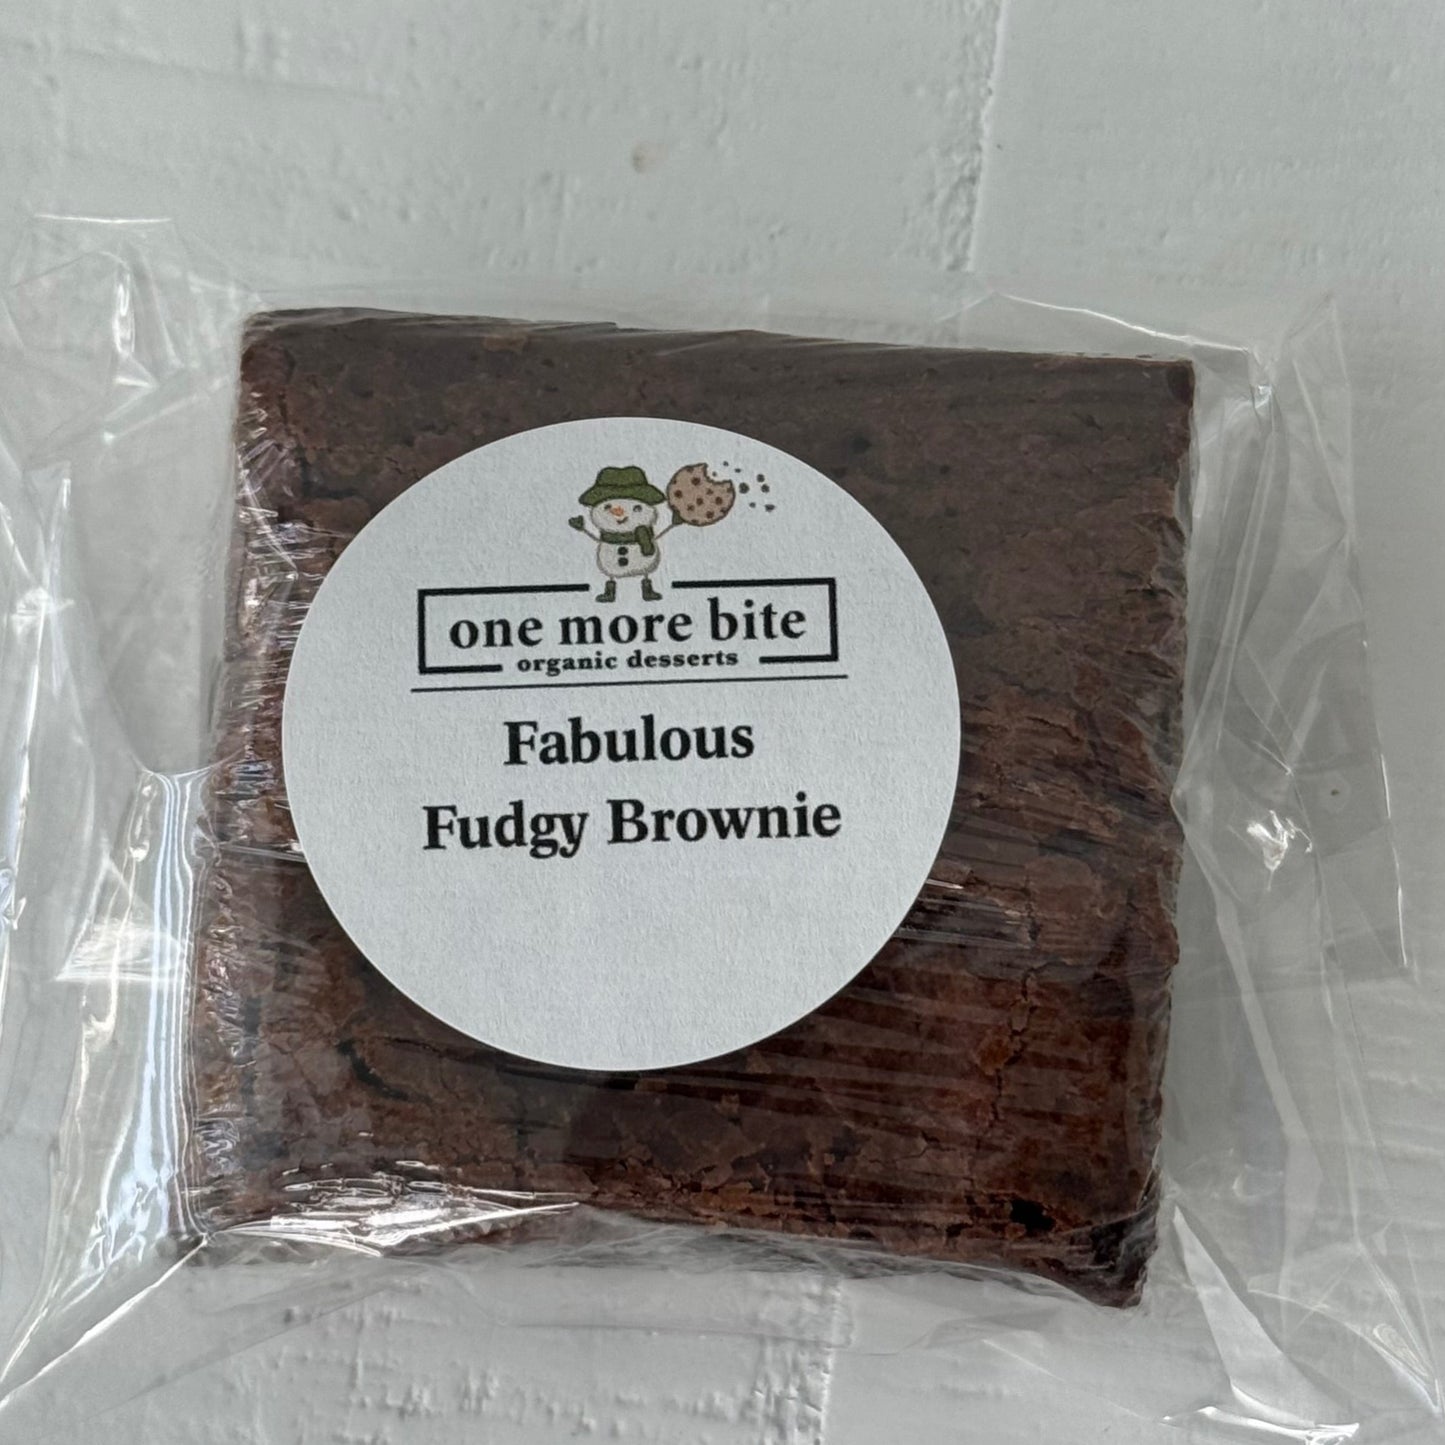 one more bite
organic desserts
Fabulous
Fudgy Brownie